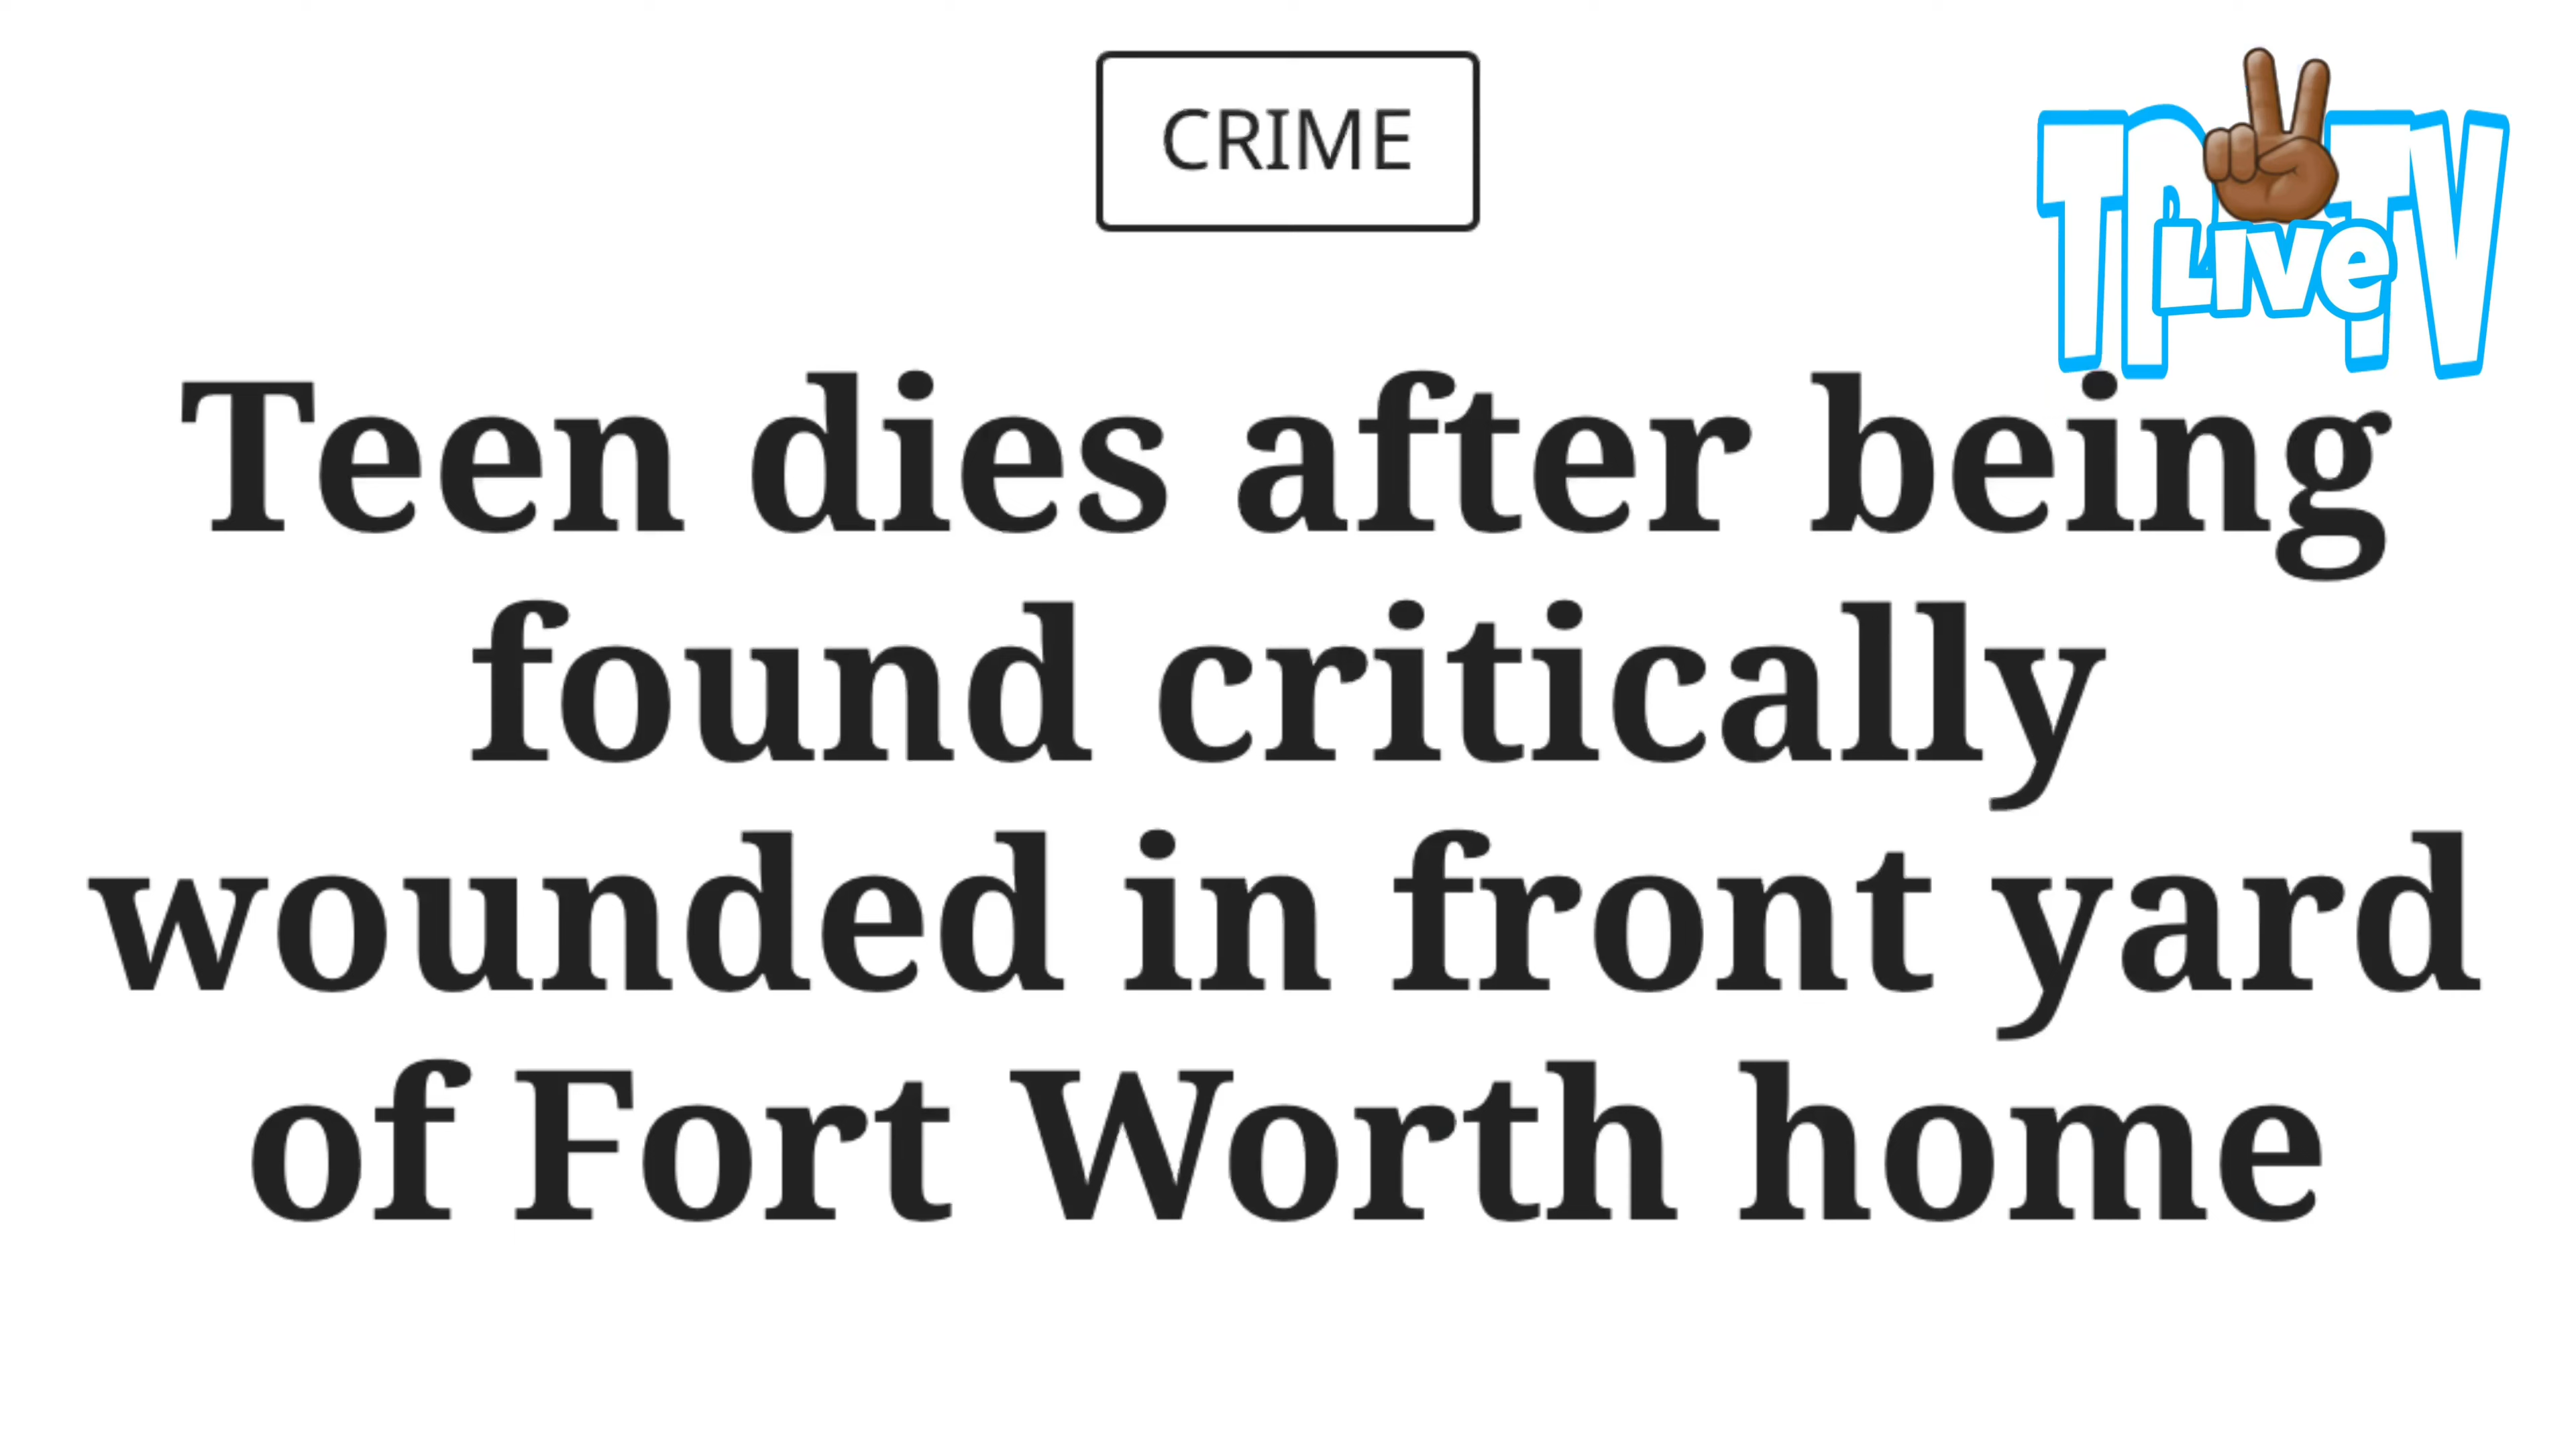 CRIME
Live
Teen dies after being
found critically
wounded in front yard
of Fort Worth home